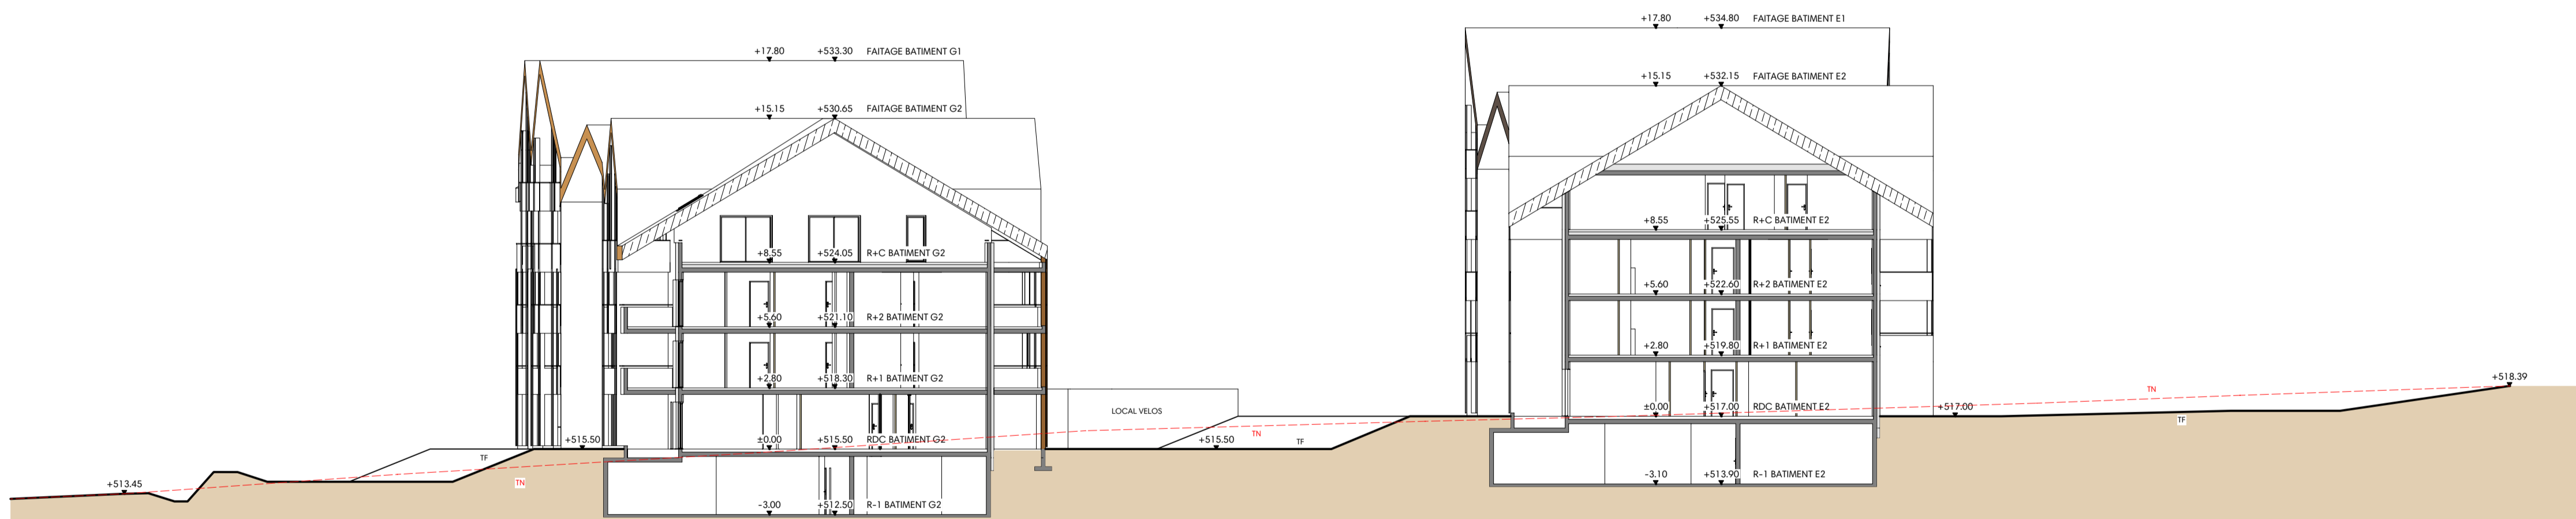 +17.80 +534.80 FAITAGE BATIMENT E1
+17.80 +533.30 FAITAGE BATIMENT G1
+15.15 +532.15 FAITAGE BATIMENT E2
+15.15 +530.65 FAITAGE BATIMENT G2
+8.55 +525.55 R+C BATIMENT E2
+8.55 +524.05 R+C BATIMENT G2
+5.60 +522.60 R+2 BATIMENT E2
+5.60 +521.10 R+2 BATIMENT G2
+2.80 +519.80 R+1 BATIMENT E2
+2.80 +518.30 R+1 BATIMENT G2
+518.39
TN
±0.00 +517.00 RDC BATIMENT E2
+517.00
LOCAL VELOS
TF
TN
+515.50
±0.00 +515.50 RDC BATIMENT G2
+515.50
TF
TF
-3.10 +513.90 R-1 BATIMENT E2
+513.45
TN
-3.00 +512.50 R-1 BATIMENT G2